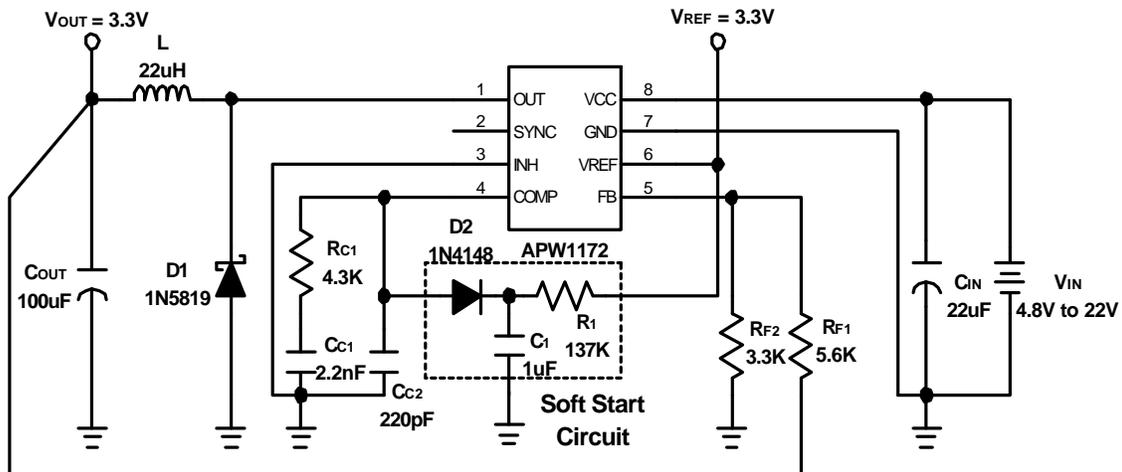 VOUT = 3.3V
VREF = 3.3V
L
22uH
1
OUT
VCC
8
2
SYNC
GND
7
3
INH
VREF
6
4
COMP
FB
5
APW1172
D2
1N4148
RC1
4.3K
COUT
100uF
D1
1N5819
CIN
22uF
VIN
4.8V to 22V
R1
137K
C1
1uF
RF2
3.3K
RF1
5.6K
CC1
2.2nF
CC2
220pF
Soft Start
Circuit